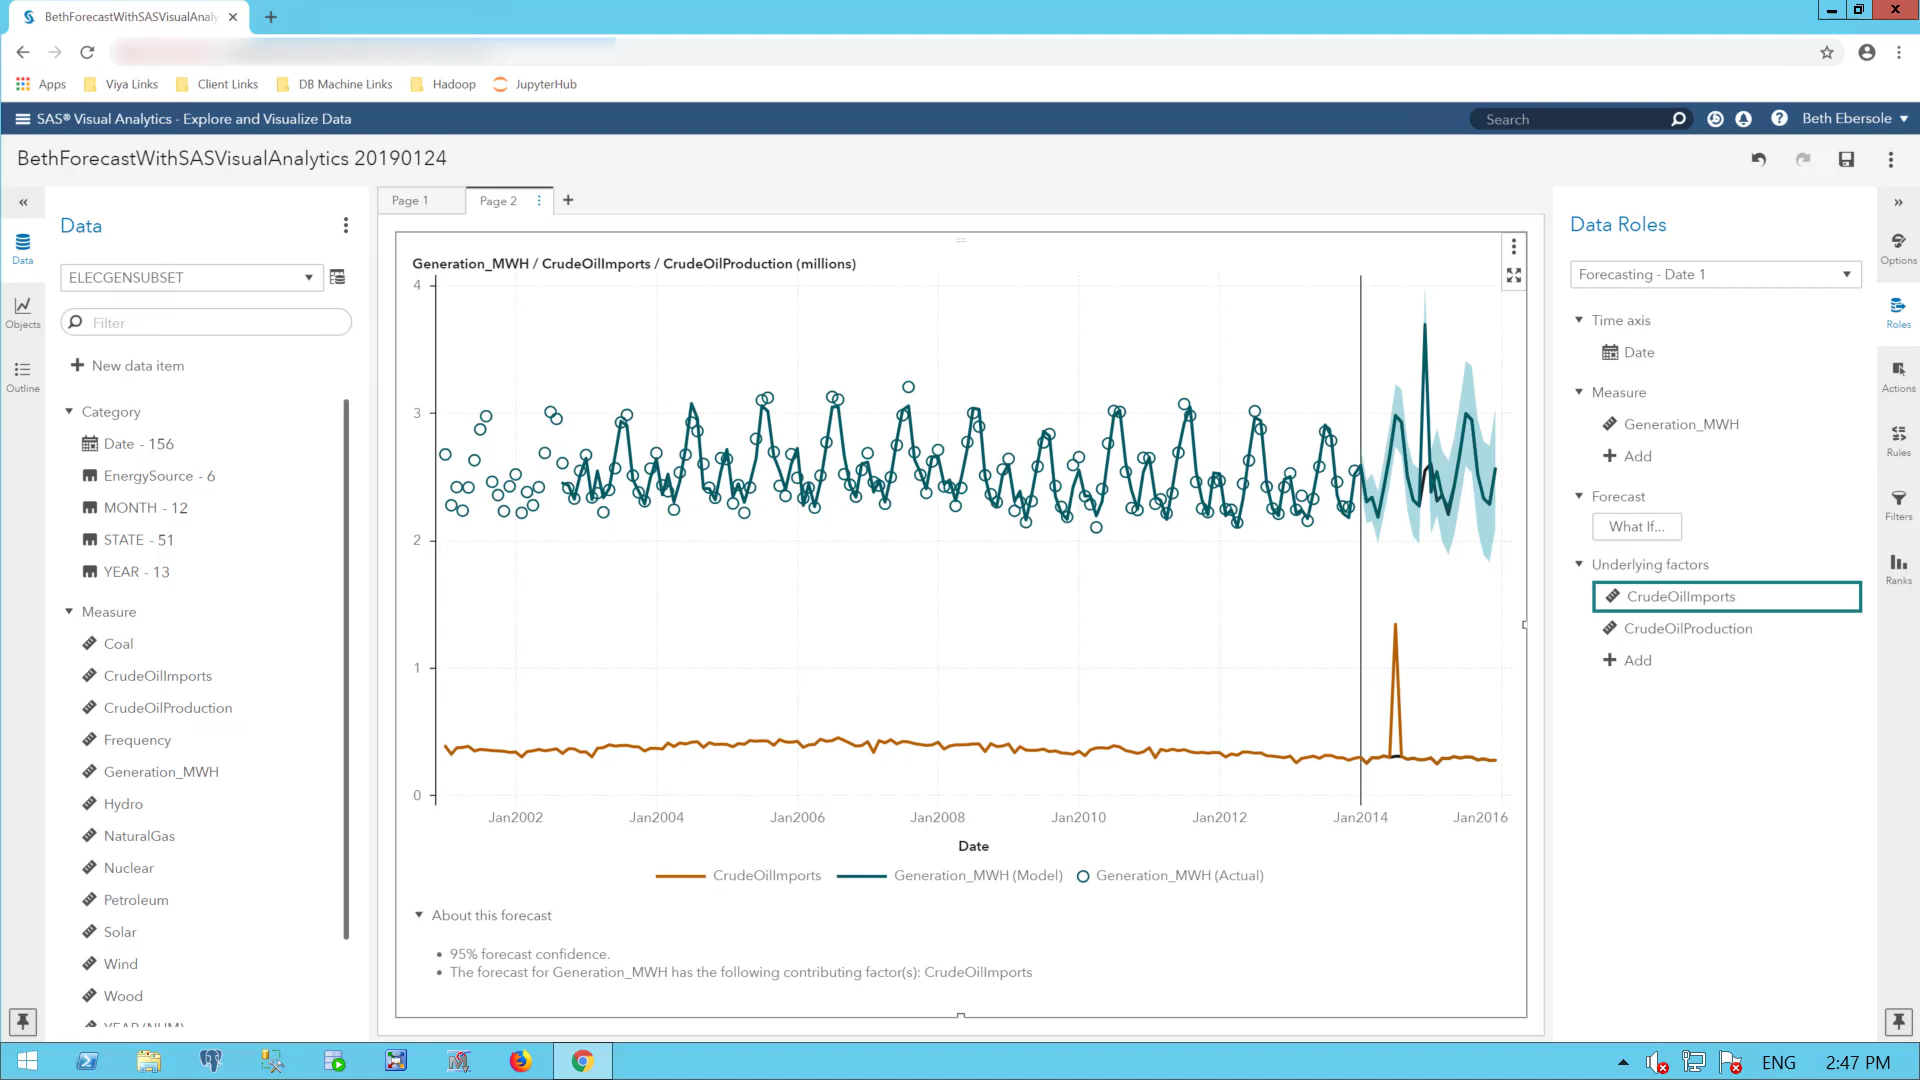 BethForecastWithSASVisualAnaly
Apps
Viya Links
Client Links
DB Machine Links
Hadoop
JupyterHub
SAS® Visual Analytics - Explore and Visualize Data
Search
Beth Ebersole
BethForecastWithSASVisualAnalytics 20190124
Data
Objects
Outline
Data
ELECGENSUBSET
Filter
New data item
Category
Date - 156
EnergySource - 6
MONTH - 12
STATE - 51
YEAR - 13
Measure
Coal
CrudeOilImports
CrudeOilProduction
Frequency
Generation_MWH
Hydro
NaturalGas
Nuclear
Petroleum
Solar
Wind
Wood
YEAR (NUM)
Page 1
Page 2
Generation_MWH / CrudeOilImports / CrudeOilProduction (millions)
4
3
2
1
0
Jan2002
Jan2004
Jan2006
Jan2008
Jan2010
Jan2012
Jan2014
Jan2016
Date
CrudeOilImports
Generation_MWH (Model)
Generation_MWH (Actual)
About this forecast
• 95% forecast confidence.
• The forecast for Generation_MWH has the following contributing factor(s): CrudeOilImports
Data Roles
Forecasting - Date 1
Time axis
Date
Measure
Generation_MWH
Add
Forecast
What If...
Underlying factors
CrudeOilImports
CrudeOilProduction
Add
Options
Roles
Actions
Rules
Filters
Ranks
ENG
2:47 PM